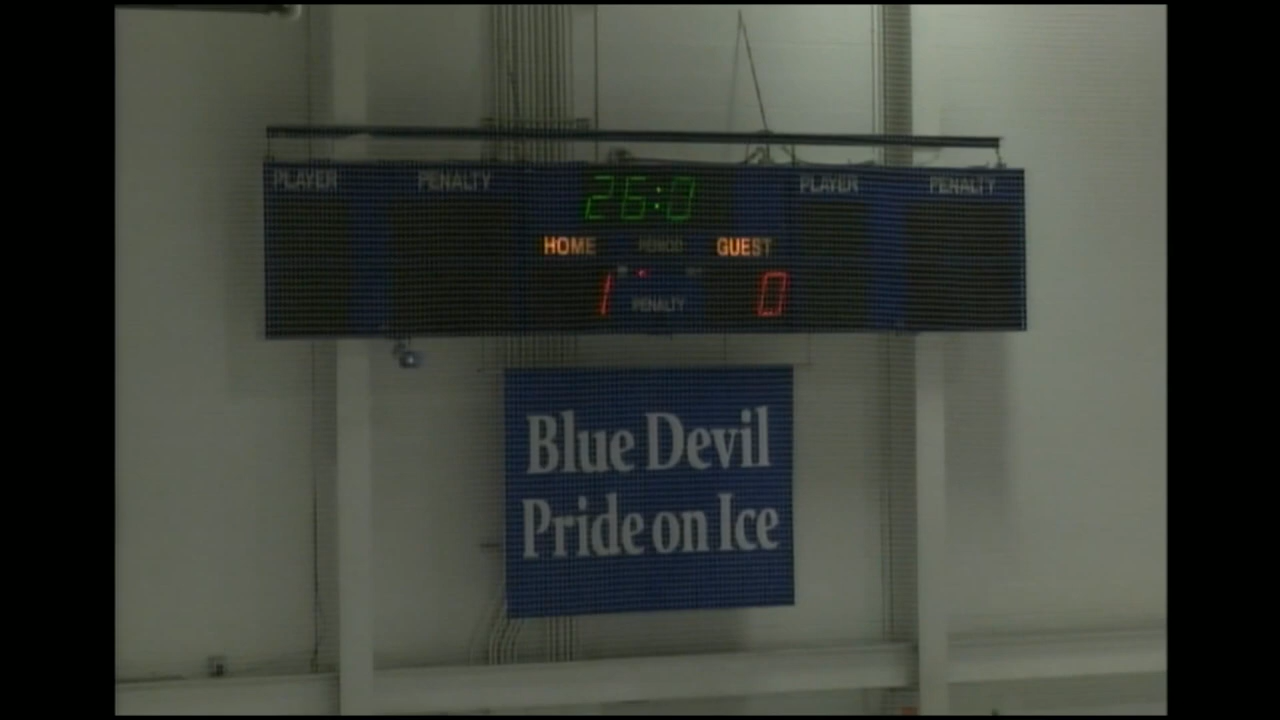 PLAYER PENALTY 26:0 PLAYER PENALTY
HOME PERIOD GUEST
1 PENALTY 0
Blue Devil
Pride on Ice